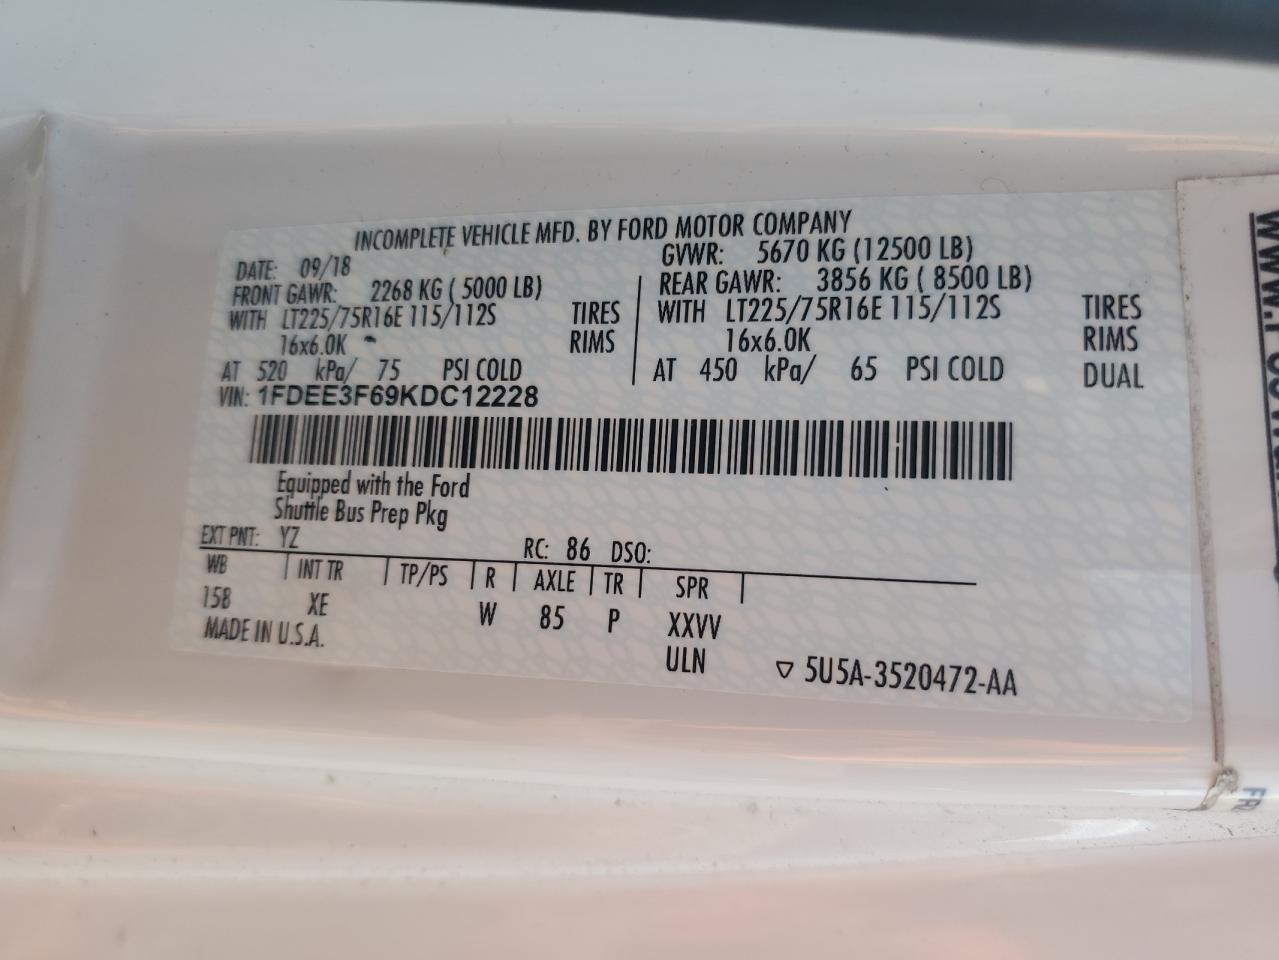 INCOMPLETE VEHICLE MFD. BY FORD MOTOR COMPANY
DATE: 09/18 GVWR: 5670 KG (12500 LB)
FRONT GAWR: 2268 KG ( 5000 LB) REAR GAWR: 3856 KG ( 8500 LB)
WITH LT225/75R16E 115/112S TIRES WITH LT225/75R16E 115/112S TIRES
16x6.0K RIMS 16x6.0K RIMS
AT 520 kPa/ 75 PSI COLD AT 450 kPa/ 65 PSI COLD DUAL
VIN: 1FDEE3F69KDC12228
Equipped with the Ford
Shuttle Bus Prep Pkg
EXT PNT: YZ RC: 86 DSO:
WB INT TR TP/PS R AXLE TR SPR
158 XE W 85 P XXVV
MADE IN U.S.A. ULN ▽ 5U5A-3520472-AA